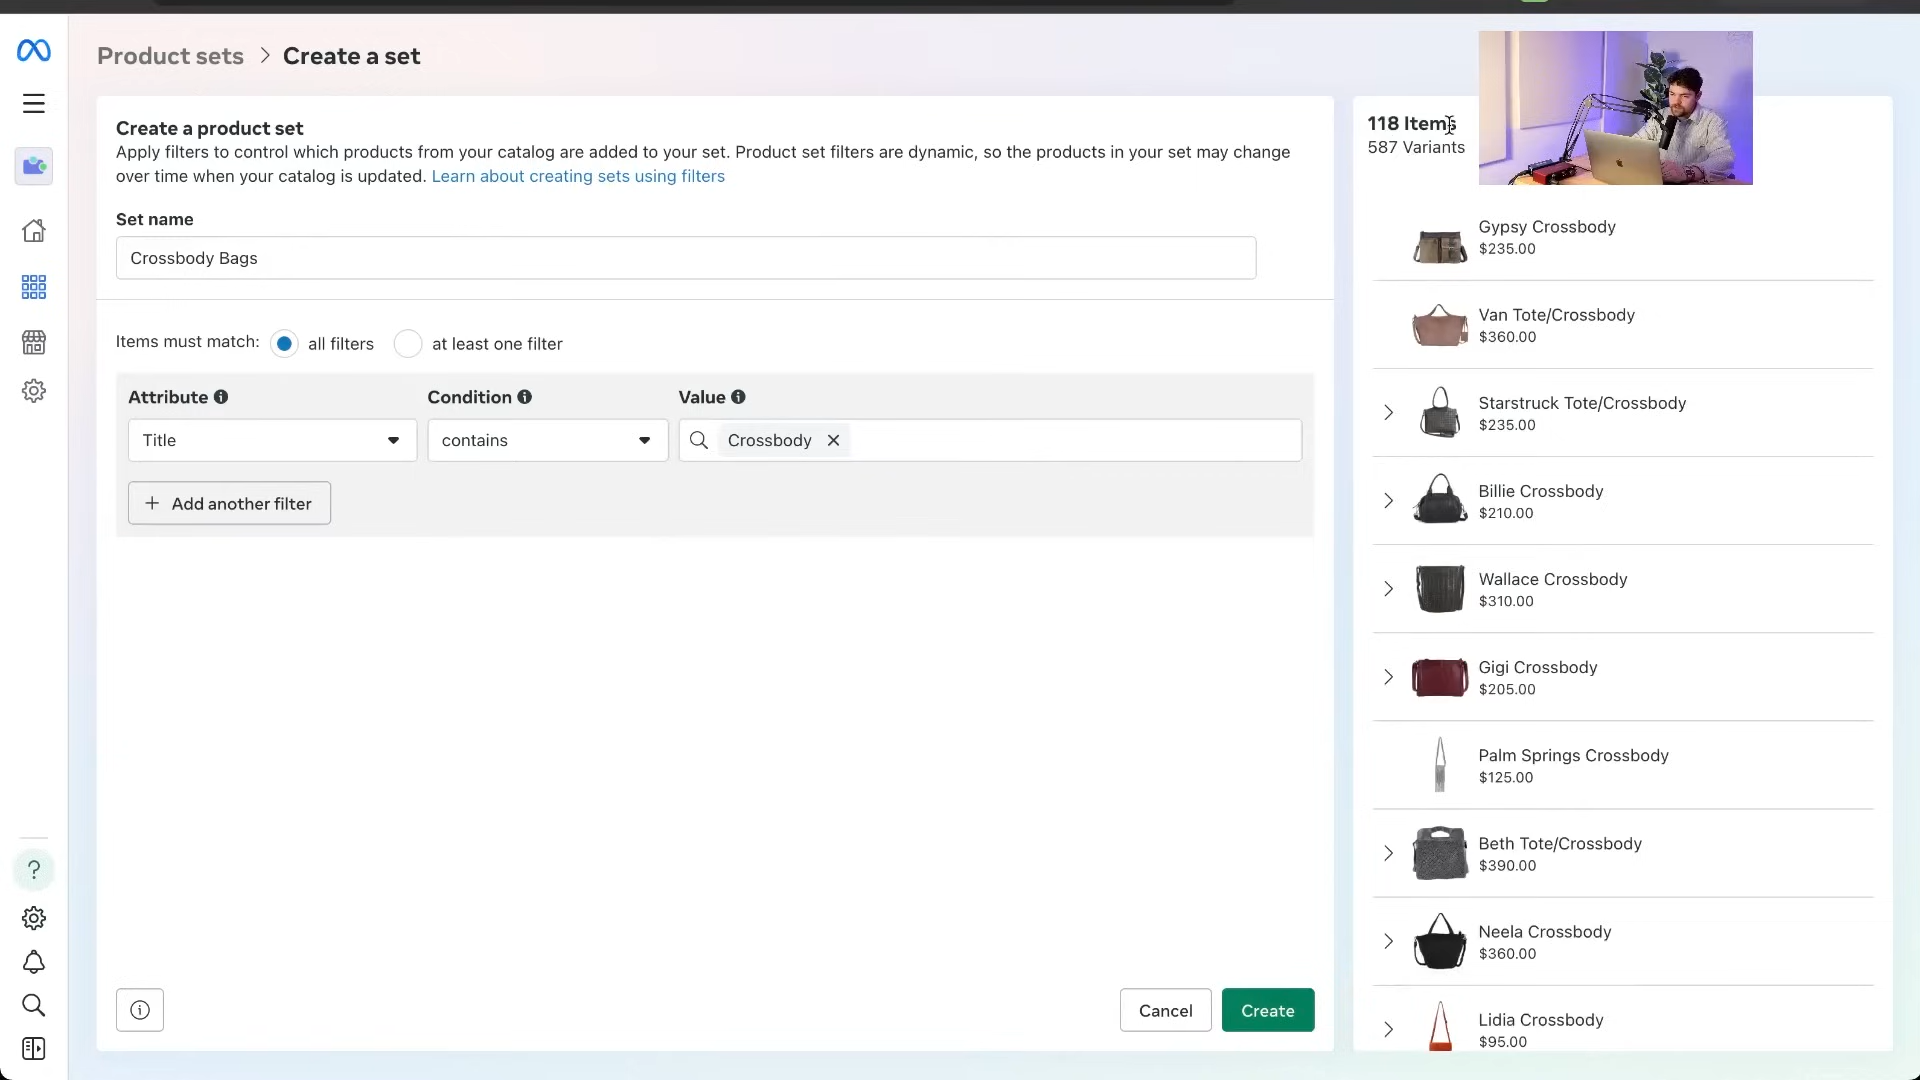 Product sets > Create a set
Create a product set
Apply filters to control which products from your catalog are added to your set. Product set filters are dynamic, so the products in your set may change
over time when your catalog is updated. Learn about creating sets using filters
Set name
Crossbody Bags
Items must match: all filters at least one filter
Attribute Condition Value
Title contains Crossbody
+ Add another filter
Cancel Create
118 Items
587 Variants
Gypsy Crossbody
$235.00
Van Tote/Crossbody
$360.00
Starstruck Tote/Crossbody
$235.00
Billie Crossbody
$210.00
Wallace Crossbody
$310.00
Gigi Crossbody
$205.00
Palm Springs Crossbody
$125.00
Beth Tote/Crossbody
$390.00
Neela Crossbody
$360.00
Lidia Crossbody
$95.00